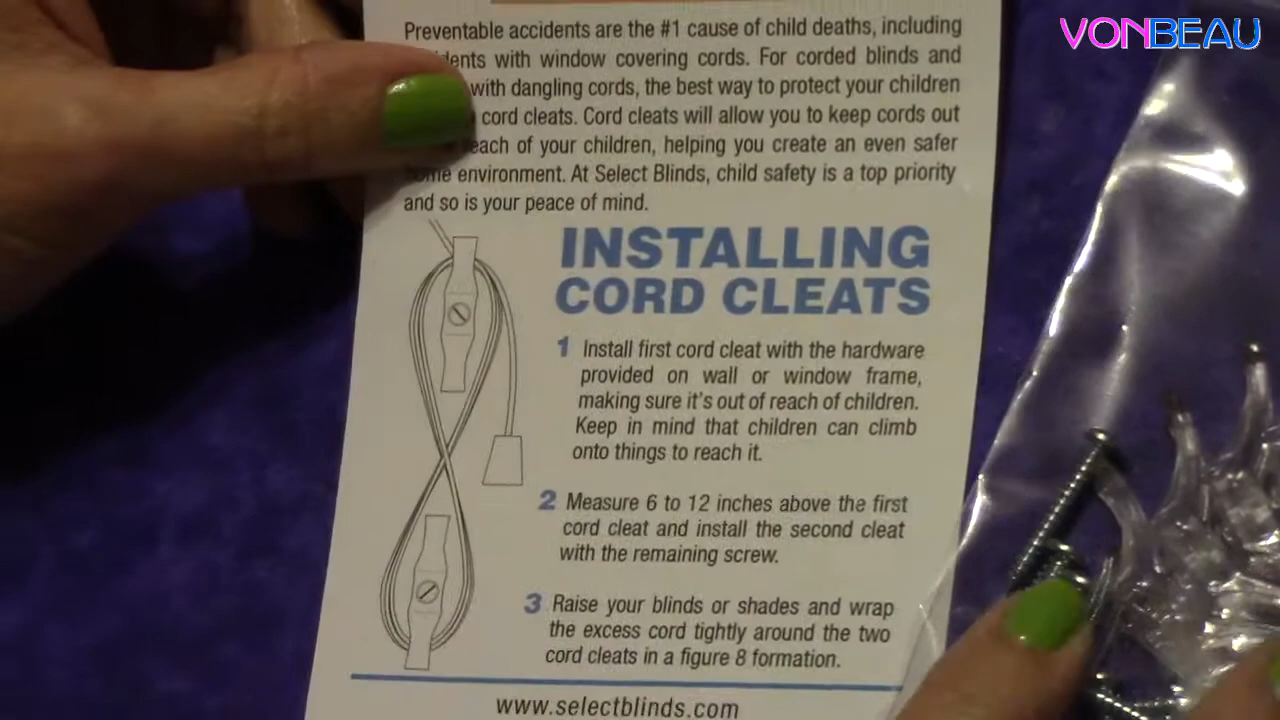 VONBEAU
Preventable accidents are the #1 cause of child deaths, including
with window covering cords. For corded blinds and
with dangling cords, the best way to protect your children
cord cleats. Cord cleats will allow you to keep cords out
of your children, helping you create an even safer
environment. At Select Blinds, child safety is a top priority
and so is your peace of mind.
INSTALLING
CORD CLEATS
1 Install first cord cleat with the hardware
provided on wall or window frame,
making sure it's out of reach of children.
Keep in mind that children can climb
onto things to reach it.
2 Measure 6 to 12 inches above the first
cord cleat and install the second cleat
with the remaining screw.
3 Raise your blinds or shades and wrap
the excess cord tightly around the two
cord cleats in a figure 8 formation.
www.selectblinds.com